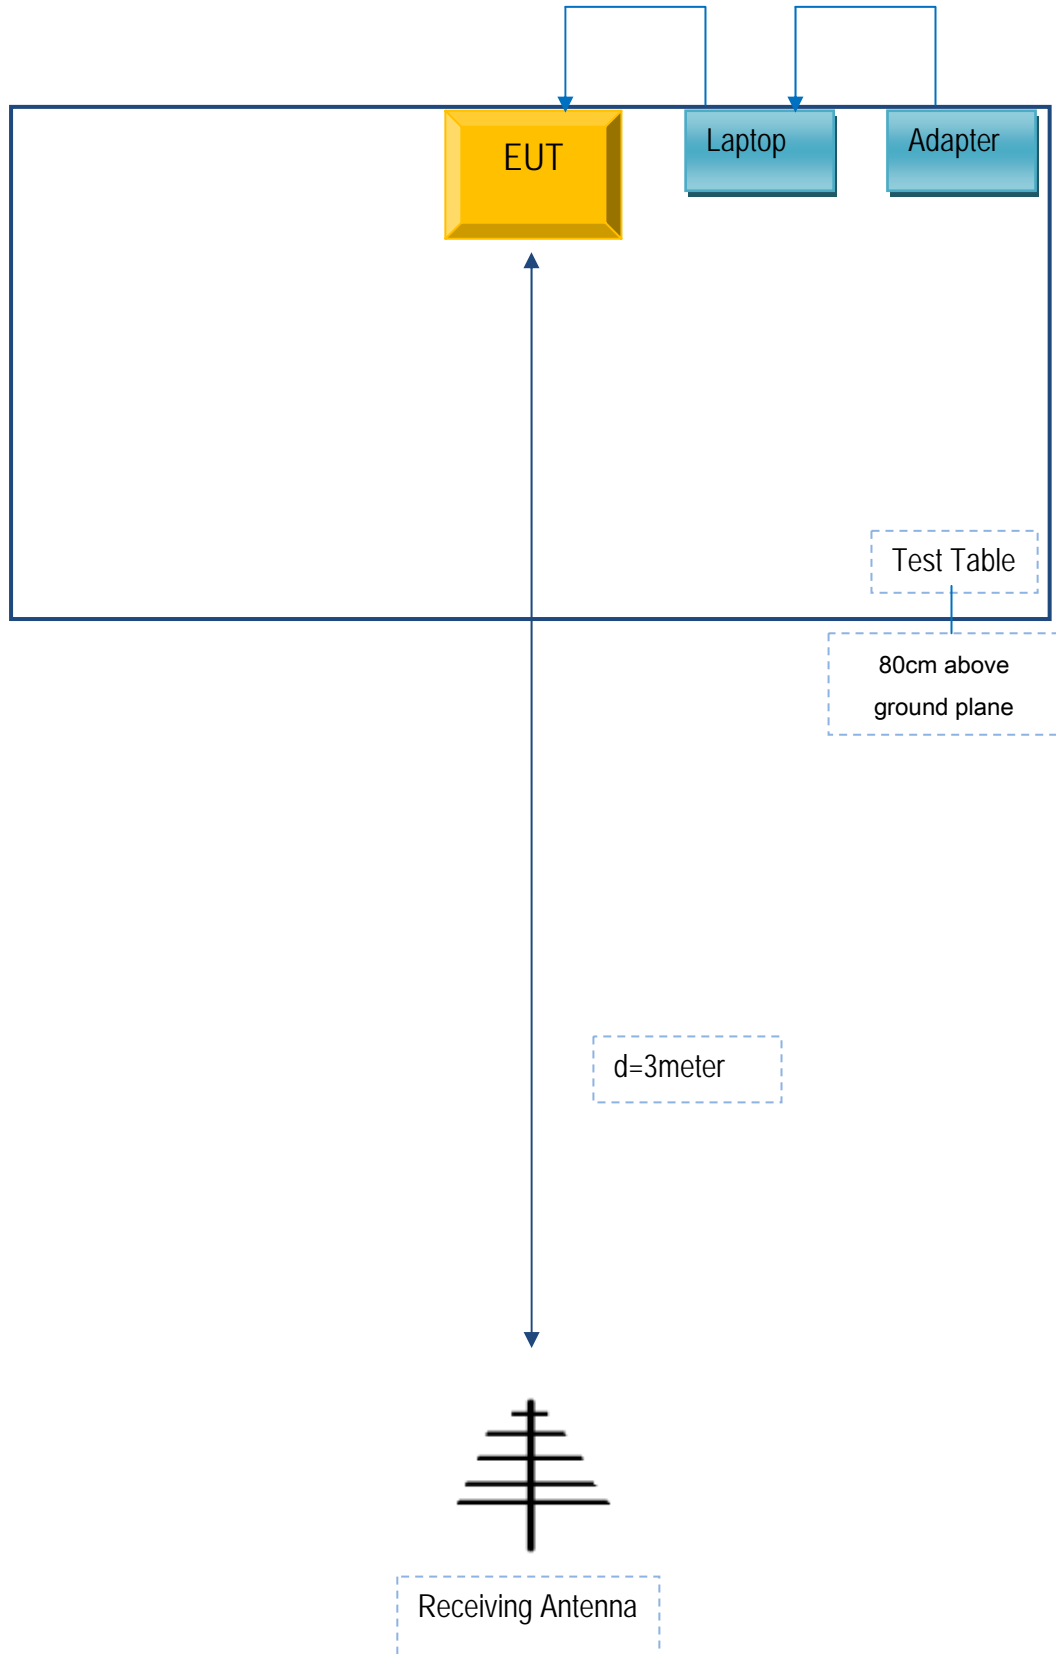 EUT
Laptop
Adapter
Test Table
80cm above
ground plane
d=3meter
Receiving Antenna